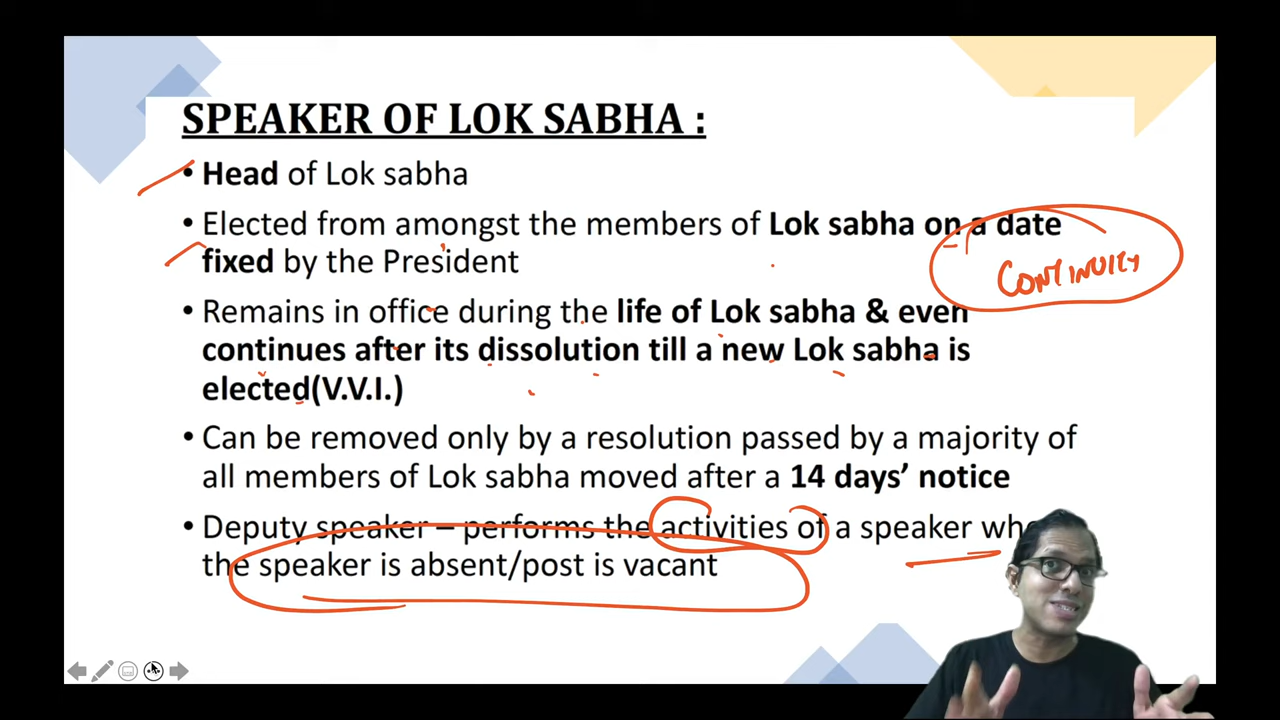 SPEAKER OF LOK SABHA :
• Head of Lok sabha
• Elected from amongst the members of Lok sabha on a date
fixed by the President
CONTINUITY
• Remains in office during the life of Lok sabha & even
continues after its dissolution till a new Lok sabha is
elected(V.V.I.)
• Can be removed only by a resolution passed by a majority of
all members of Lok sabha moved after a 14 days’ notice
• Deputy speaker – performs the activities of a speaker
the speaker is absent/post is vacant